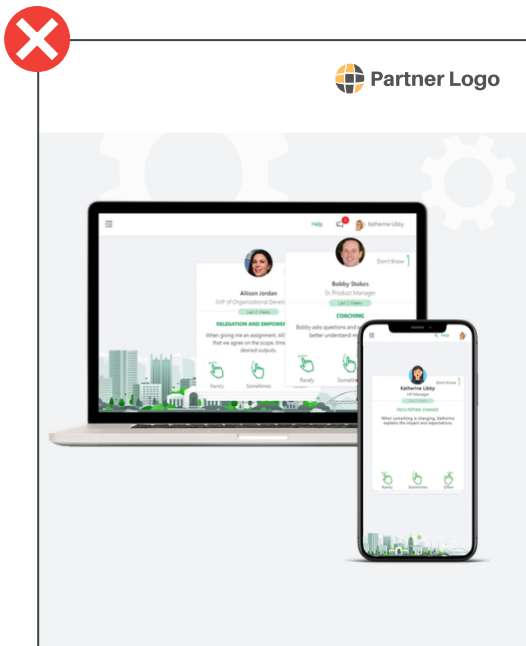 Partner Logo
Help
Katherine Libby
Don't Know
Allison Jordan
SVP of Organizational Develo
Last 2 Weeks
DELEGATION AND EMPOWER
When giving me an assignment, Alli
that we agree on the scope, time
desired outputs.
Rarely
Sometimes
Bobby Stokes
Sr. Product Manager
Last 2 Weeks
COACHING
Bobby asks questions and
better understand m
Rarely
Sometim
Help
Don't Know
Katherine Libby
HR Manager
FACILITATING CHANGE
When something is changing, Katherine
explains the impact and expectations.
Rarely
Sometimes
Often